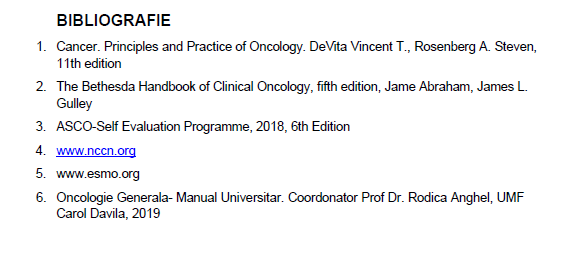 BIBLIOGRAFIE
1. Cancer. Principles and Practice of Oncology. DeVita Vincent T., Rosenberg A. Steven,
11th edition
2. The Bethesda Handbook of Clinical Oncology, fifth edition, Jame Abraham, James L.
Gulley
3. ASCO-Self Evaluation Programme, 2018, 6th Edition
4. www.nccn.org
5. www.esmo.org
6. Oncologie Generala- Manual Universitar. Coordonator Prof Dr. Rodica Anghel, UMF
Carol Davila, 2019